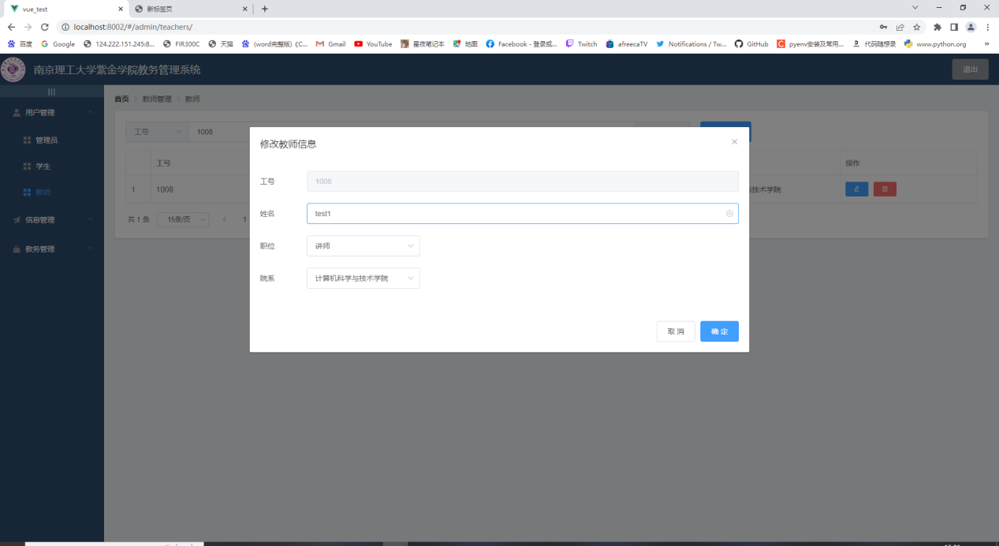 vue_test
新标签页
localhost:8002/#/admin/teachers/
百度 Google 124.222.151.245:8... FIR300C 天猫 (word完整版)《C... Gmail YouTube 星夜笔记本 地图 Facebook - 登录或... Twitch afreecaTV Notifications / Tw... GitHub pyenv安装及常用... 代码随想录 www.python.org »
南京理工大学紫金学院教务管理系统
退出
用户管理
管理员
学生
教师
信息管理
教务管理
首页 > 教师管理 > 教师
工号 1008
工号 操作
1 1008 与技术学院
共 1 条 15条/页 < 1
修改教师信息
工号 1008
姓名 test1
职位 讲师
院系 计算机科学与技术学院
取 消 确 定